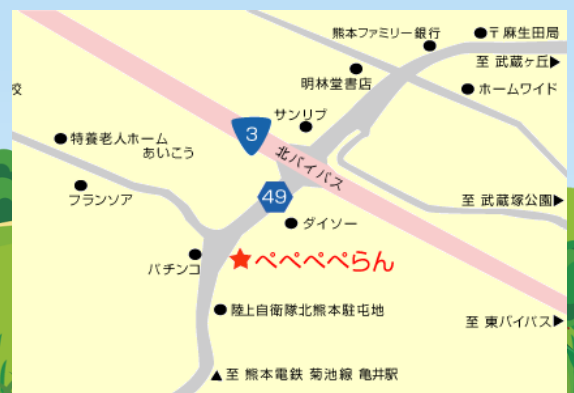 熊本ファミリー銀行
●〒麻生田局
至 武蔵ヶ丘▶
明林堂書店
ホームワイド
校
サンリブ
3
特養老人ホーム
あいこう
北バイパス
49
フランソア
至 武蔵塚公園▶
ダイソー
パチンコ
★ぺぺぺぺらん
陸上自衛隊北熊本駐屯地
至 東バイパス▶
▲至 熊本電鉄 菊池線 亀井駅